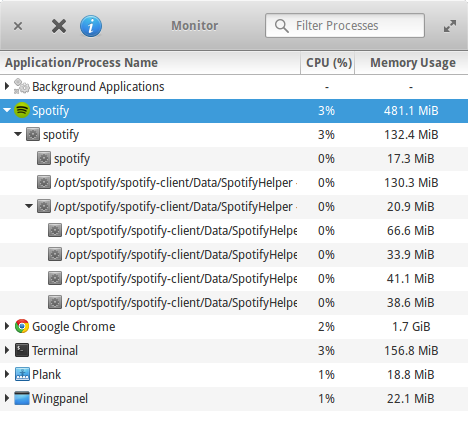 Monitor
Filter Processes
Application/Process Name CPU (%) Memory Usage
Background Applications - -
Spotify 3% 481.1 MiB
spotify 3% 132.4 MiB
spotify 0% 17.3 MiB
/opt/spotify/spotify-client/Data/SpotifyHelper - 0% 130.3 MiB
/opt/spotify/spotify-client/Data/SpotifyHelper - 0% 20.9 MiB
/opt/spotify/spotify-client/Data/SpotifyHelpe 0% 66.6 MiB
/opt/spotify/spotify-client/Data/SpotifyHelpe 0% 33.9 MiB
/opt/spotify/spotify-client/Data/SpotifyHelpe 0% 41.1 MiB
/opt/spotify/spotify-client/Data/SpotifyHelpe 0% 38.6 MiB
Google Chrome 2% 1.7 GiB
Terminal 3% 156.8 MiB
Plank 1% 18.8 MiB
Wingpanel 1% 22.1 MiB